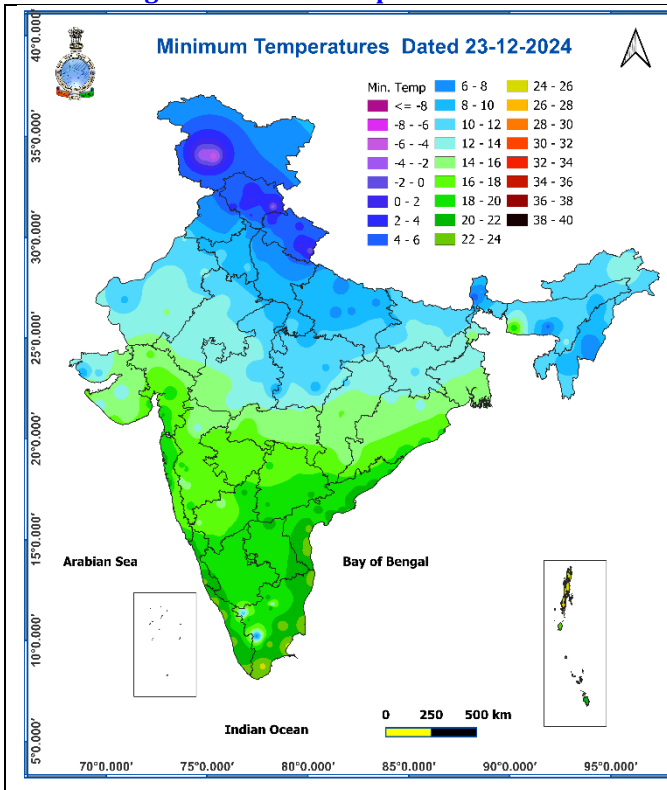 Minimum Temperatures Dated 23-12-2024
Min. Temp
<= -8
-8 - -6
-6 - -4
-4 - -2
-2 - 0
0 - 2
2 - 4
4 - 6
6 - 8
8 - 10
10 - 12
12 - 14
14 - 16
16 - 18
18 - 20
20 - 22
22 - 24
24 - 26
26 - 28
28 - 30
30 - 32
32 - 34
34 - 36
36 - 38
38 - 40
40°0.000'
35°0.000'
30°0.000'
25°0.000'
20°0.000'
15°0.000'
10°0.000'
5°0.000'
Arabian Sea
Bay of Bengal
Indian Ocean
0 250 500 km
70°0.000' 75°0.000' 80°0.000' 85°0.000' 90°0.000' 95°0.000'